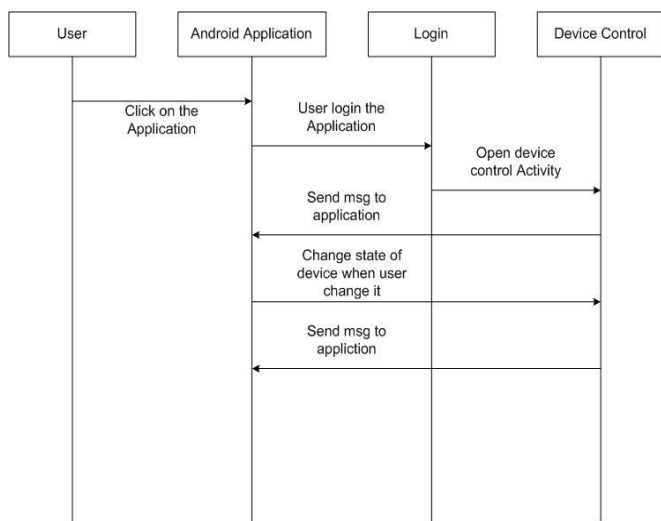 User
Android Application
Login
Device Control
Click on the
Application
User login the
Application
Open device
control Activity
Send msg to
application
Change state of
device when user
change it
Send msg to
appliction